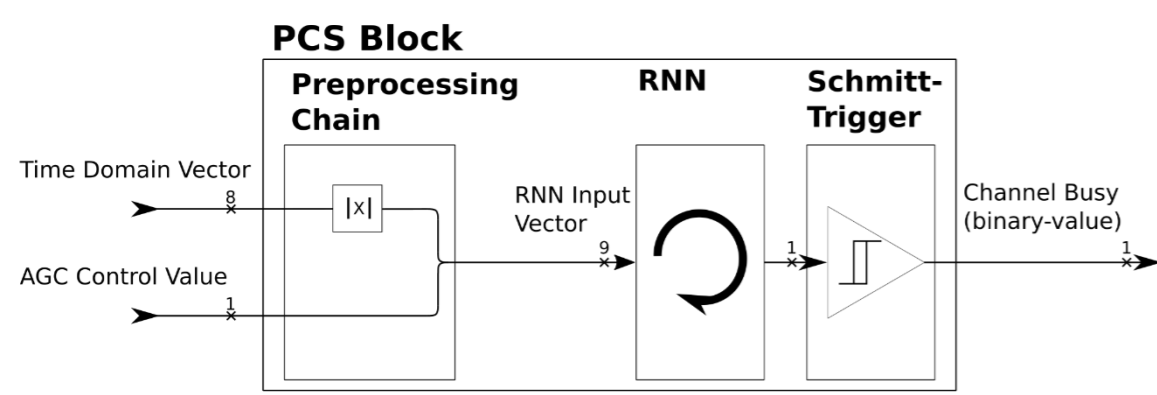 PCS Block
Preprocessing
Chain
RNN
Schmitt-
Trigger
Time Domain Vector
8
|x|
AGC Control Value
1
RNN Input
Vector
9
1
Channel Busy
(binary-value)
1